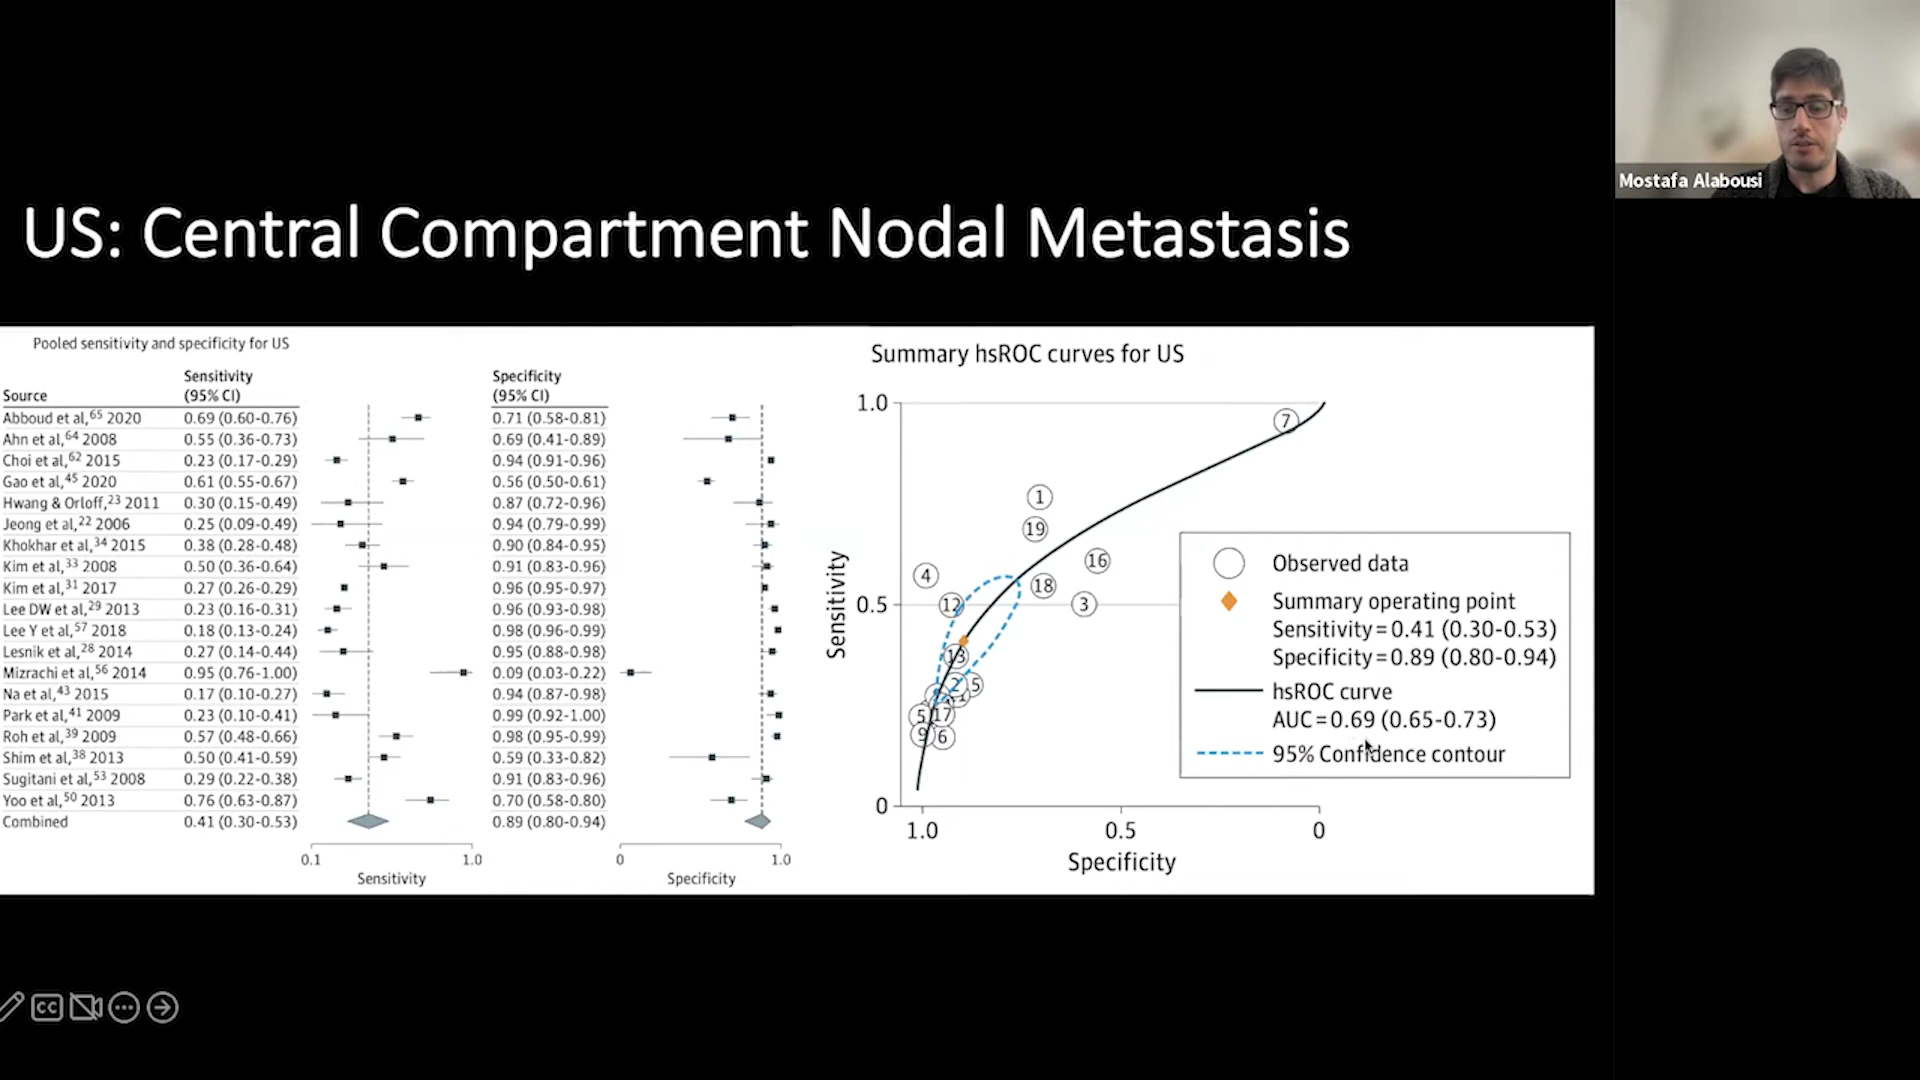 Mostafa Alabousi
US: Central Compartment Nodal Metastasis
Pooled sensitivity and specificity for US
Source
Sensitivity
(95% CI)
Specificity
(95% CI)
Abboud et al,65 2020 0.69 (0.60-0.76) 0.71 (0.58-0.81)
Ahn et al,64 2008 0.55 (0.36-0.73) 0.69 (0.41-0.89)
Choi et al,62 2015 0.23 (0.17-0.29) 0.94 (0.91-0.96)
Gao et al,45 2020 0.61 (0.55-0.67) 0.56 (0.50-0.61)
Hwang & Orloff,23 2011 0.30 (0.15-0.49) 0.87 (0.72-0.96)
Jeong et al,22 2006 0.25 (0.09-0.49) 0.94 (0.79-0.99)
Khokhar et al,34 2015 0.38 (0.28-0.48) 0.90 (0.84-0.95)
Kim et al,33 2008 0.50 (0.36-0.64) 0.91 (0.83-0.96)
Kim et al,31 2017 0.27 (0.26-0.29) 0.96 (0.95-0.97)
Lee DW et al,29 2013 0.23 (0.16-0.31) 0.96 (0.93-0.98)
Lee Y et al,57 2018 0.18 (0.13-0.24) 0.98 (0.96-0.99)
Lesnik et al,28 2014 0.27 (0.14-0.44) 0.95 (0.88-0.98)
Mizrachi et al,56 2014 0.95 (0.76-1.00) 0.09 (0.03-0.22)
Na et al,43 2015 0.17 (0.10-0.27) 0.94 (0.87-0.98)
Park et al,41 2009 0.23 (0.10-0.41) 0.99 (0.92-1.00)
Roh et al,39 2009 0.57 (0.48-0.66) 0.98 (0.95-0.99)
Shim et al,38 2013 0.50 (0.41-0.59) 0.59 (0.33-0.82)
Sugitani et al,53 2008 0.29 (0.22-0.38) 0.91 (0.83-0.96)
Yoo et al,50 2013 0.76 (0.63-0.87) 0.70 (0.58-0.80)
Combined 0.41 (0.30-0.53) 0.89 (0.80-0.94)
0.1 1.0
Sensitivity
0 1.0
Specificity
Summary hsROC curves for US
Sensitivity
1.0
0.5
0
7
1
19
16
4
18
12
3
13
2
5
5
17
9
6
1.0 0.5 0
Specificity
Observed data
Summary operating point
Sensitivity=0.41 (0.30-0.53)
Specificity=0.89 (0.80-0.94)
hsROC curve
AUC=0.69 (0.65-0.73)
95% Confidence contour
CC